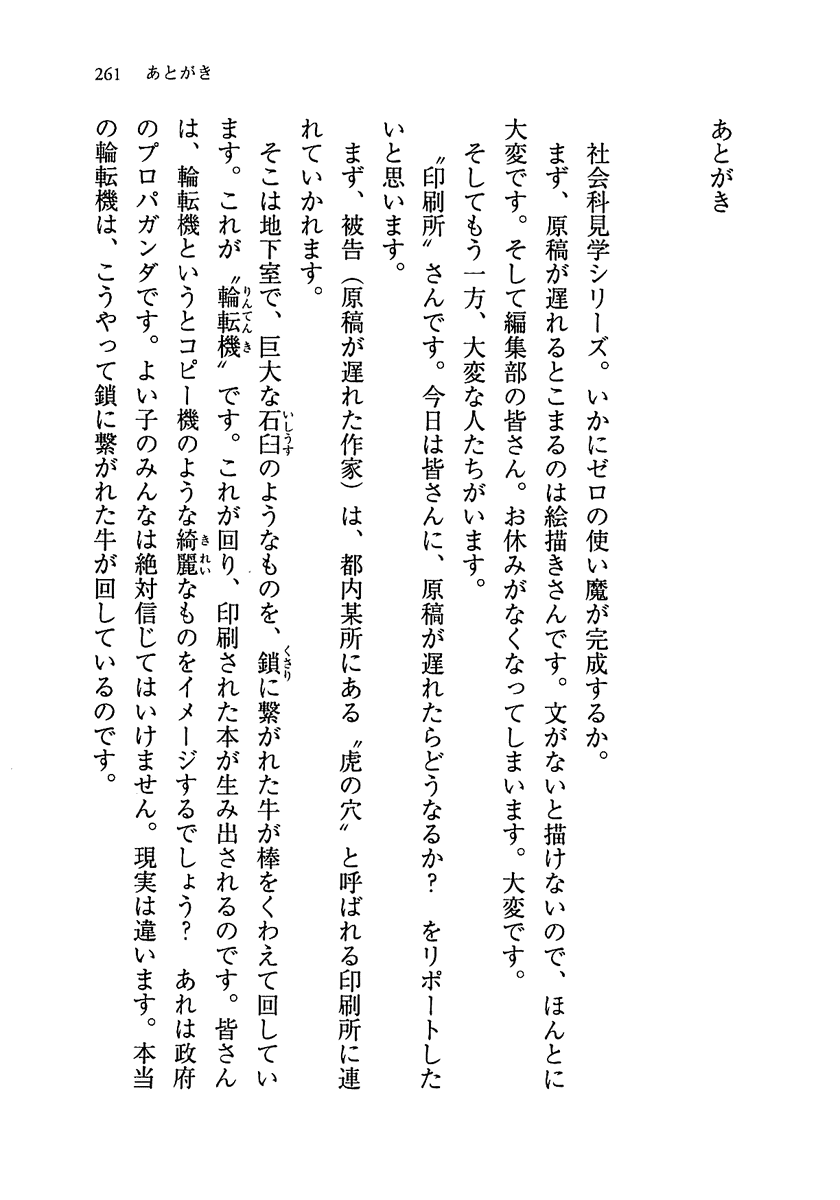 261　あとがき
あとがき
社会科見学シリーズ。いかにゼロの使い魔が完成するか。
まず、原稿が遅れるとこまるのは絵描きさんです。文がないと描けないので、ほんとに
大変です。そして編集部の皆さん。お休みがなくなってしまいます。大変です。
そしてもう一方、大変な人たちがいます。
〝印刷所〟さんです。今日は皆さんに、原稿が遅れたらどうなるか？　をリポートした
いと思います。
まず、被告（原稿が遅れた作家）は、都内某所にある〝虎の穴〟と呼ばれる印刷所に連
れていかれます。
そこは地下室で、巨大な石臼のようなものを、鎖に繋がれた牛が棒をくわえて回してい
ます。これが〝輪転機〟です。これが回り、印刷された本が生み出されるのです。皆さん
は、輪転機というとコピー機のような綺麗なものをイメージするでしょう？　あれは政府
のプロパガンダです。よい子のみんなは絶対信じてはいけません。現実は違います。本当
の輪転機は、こうやって鎖に繋がれた牛が回しているのです。